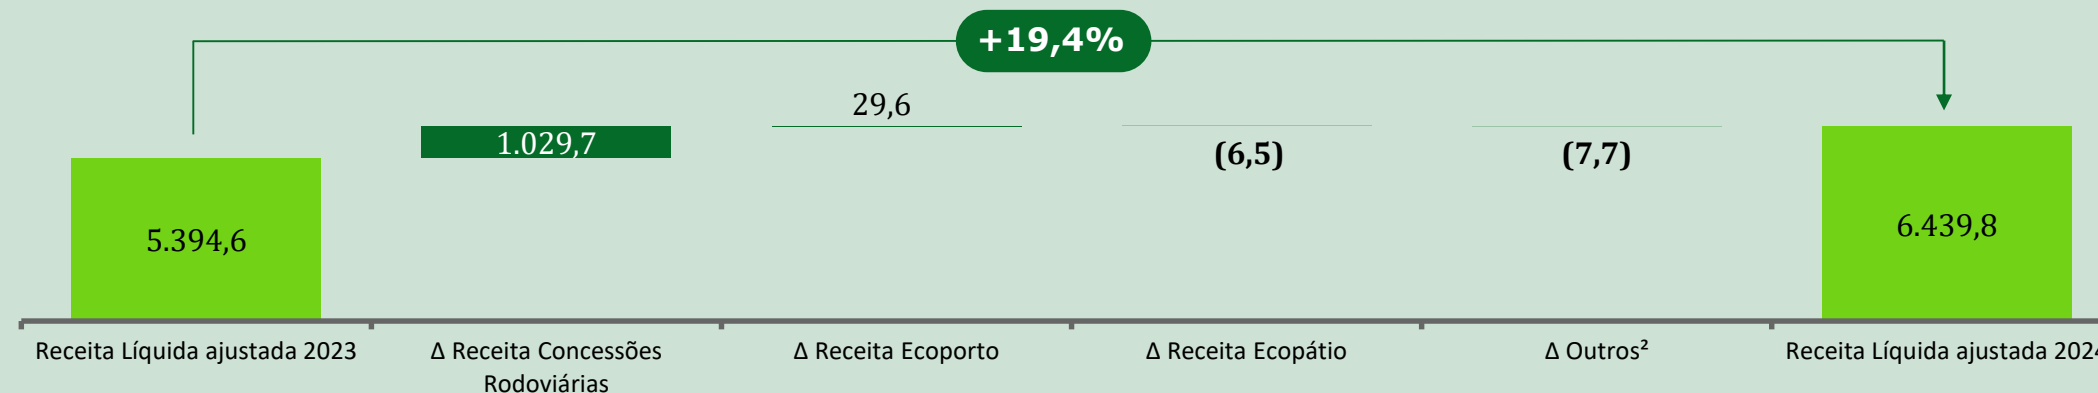 +19,4%
29,6
1.029,7
(6,5)
(7,7)
5.394,6
6.439,8
Receita Líquida ajustada 2023
Δ Receita Concessões
Rodoviárias
Δ Receita Ecoporto
Δ Receita Ecopátio
Δ Outros²
Receita Líquida ajustada 2024